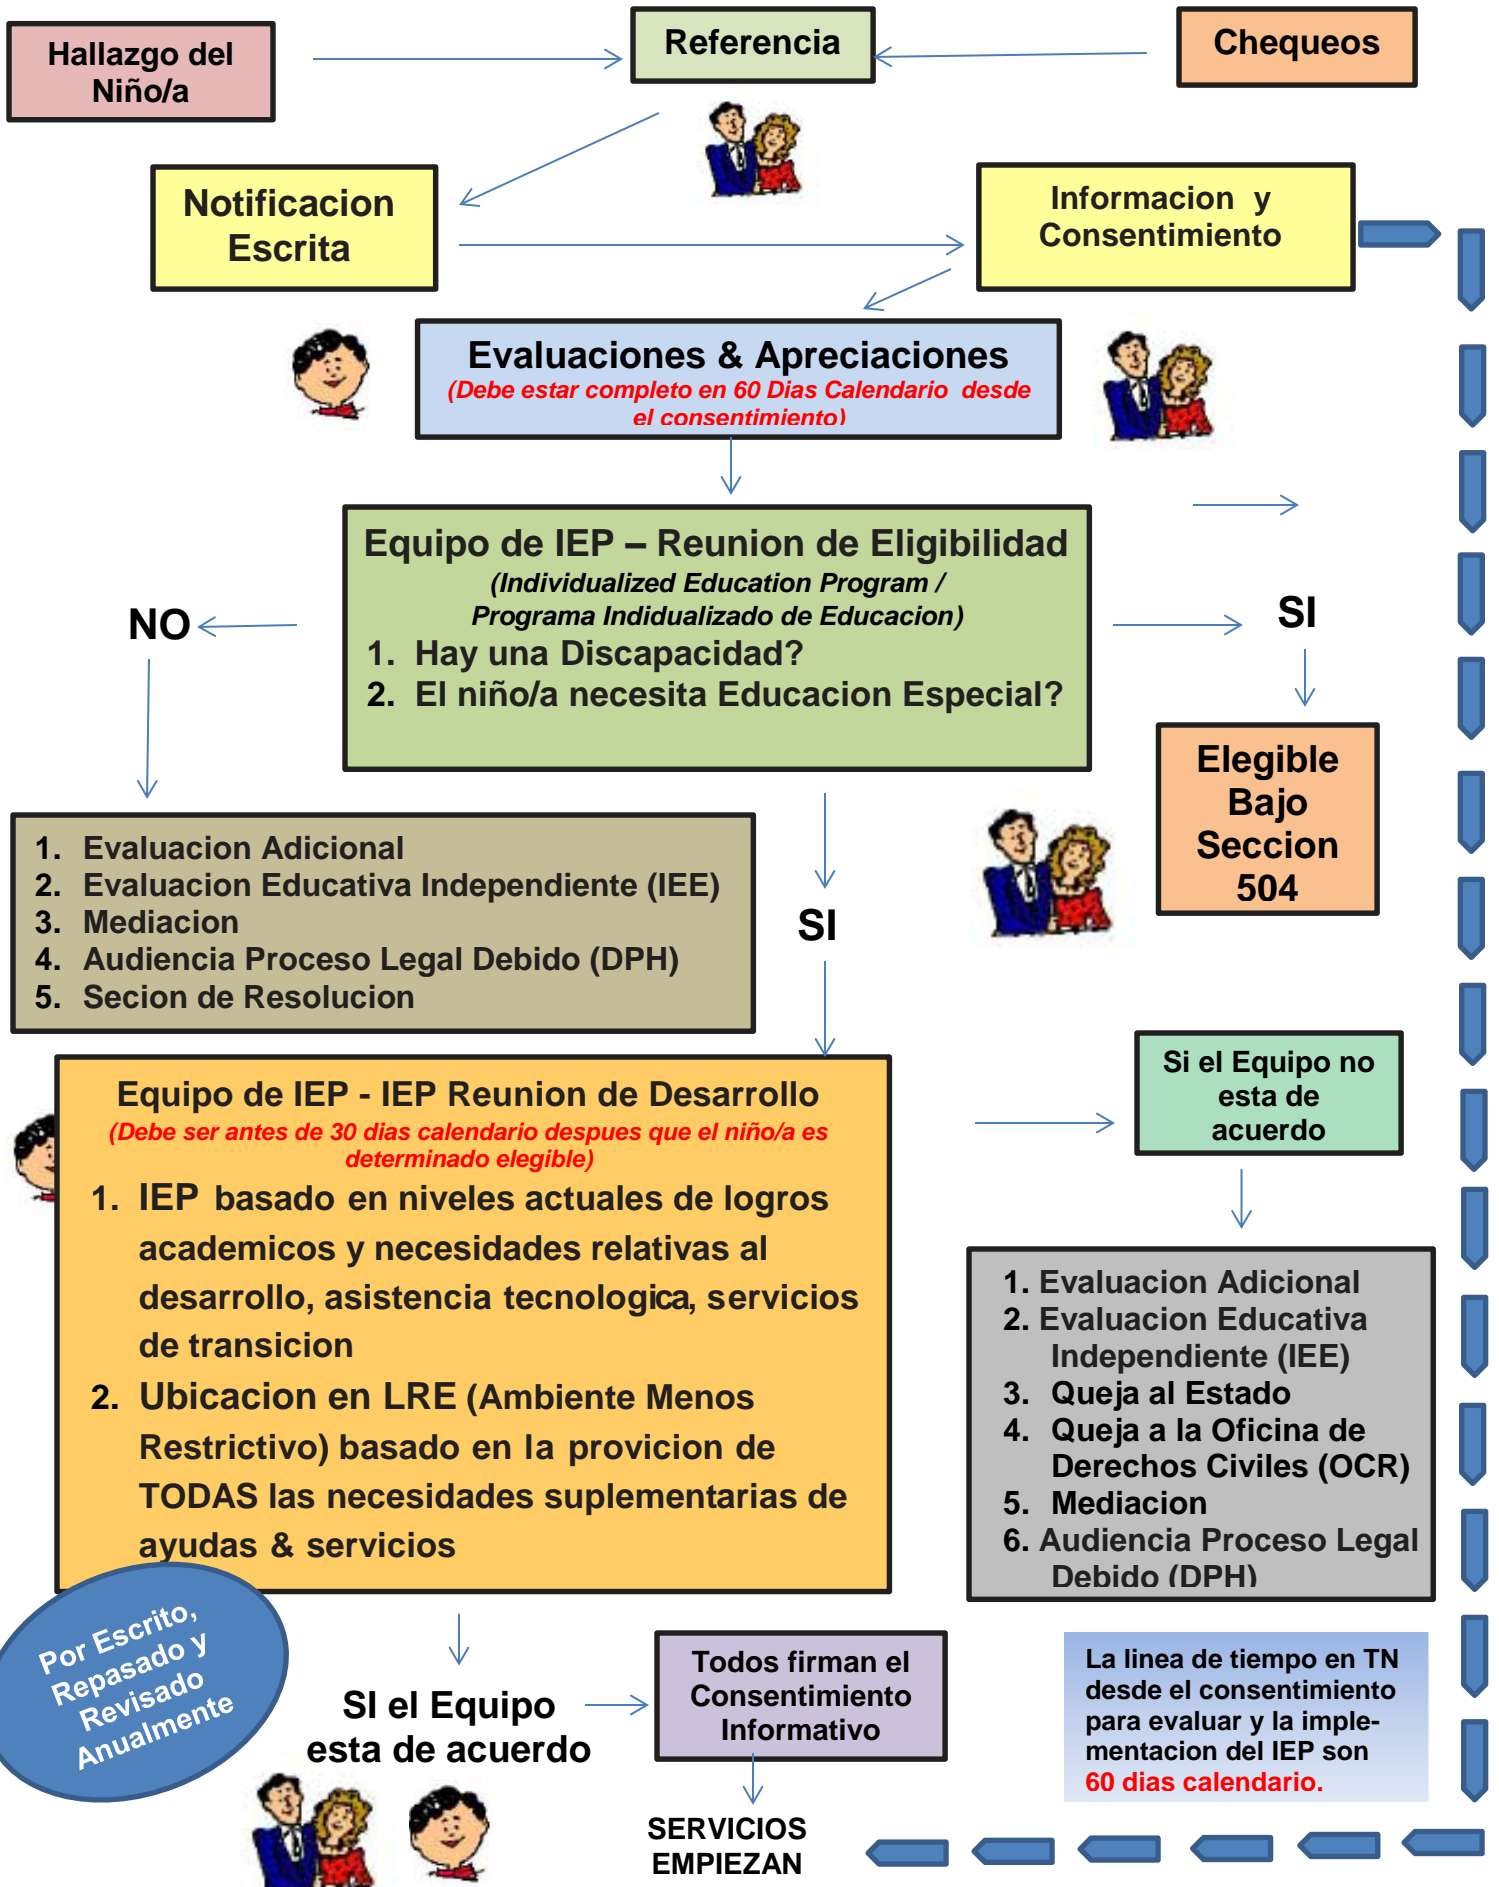 Hallazgo del
Niño/a
Referencia
Chequeos
Notificacion
Escrita
Informacion y
Consentimiento
Evaluaciones & Apreciaciones
(Debe estar completo en 60 Dias Calendario desde
el consentimiento)
Equipo de IEP – Reunion de Eligibilidad
(Individualized Education Program /
Programa Indidualizado de Educacion)
1. Hay una Discapacidad?
2. El niño/a necesita Educacion Especial?
NO
SI
Elegible
Bajo
Seccion
504
1. Evaluacion Adicional
2. Evaluacion Educativa Independiente (IEE)
3. Mediacion
4. Audiencia Proceso Legal Debido (DPH)
5. Secion de Resolucion
SI
Equipo de IEP - IEP Reunion de Desarrollo
(Debe ser antes de 30 dias calendario despues que el niño/a es
determinado elegible)
1. IEP basado en niveles actuales de logros
academicos y necesidades relativas al
desarrollo, asistencia tecnologica, servicios
de transicion
2. Ubicacion en LRE (Ambiente Menos
Restrictivo) basado en la provicion de
TODAS las necesidades suplementarias de
ayudas & servicios
Si el Equipo no
esta de
acuerdo
1. Evaluacion Adicional
2. Evaluacion Educativa
Independiente (IEE)
3. Queja al Estado
4. Queja a la Oficina de
Derechos Civiles (OCR)
5. Mediacion
6. Audiencia Proceso Legal
Debido (DPH)
Por Escrito,
Repasado y
Revisado
Anualmente
SI el Equipo
esta de acuerdo
Todos firman el
Consentimiento
Informativo
SERVICIOS
EMPIEZAN
La linea de tiempo en TN
desde el consentimiento
para evaluar y la imple-
mentacion del IEP son
60 dias calendario.